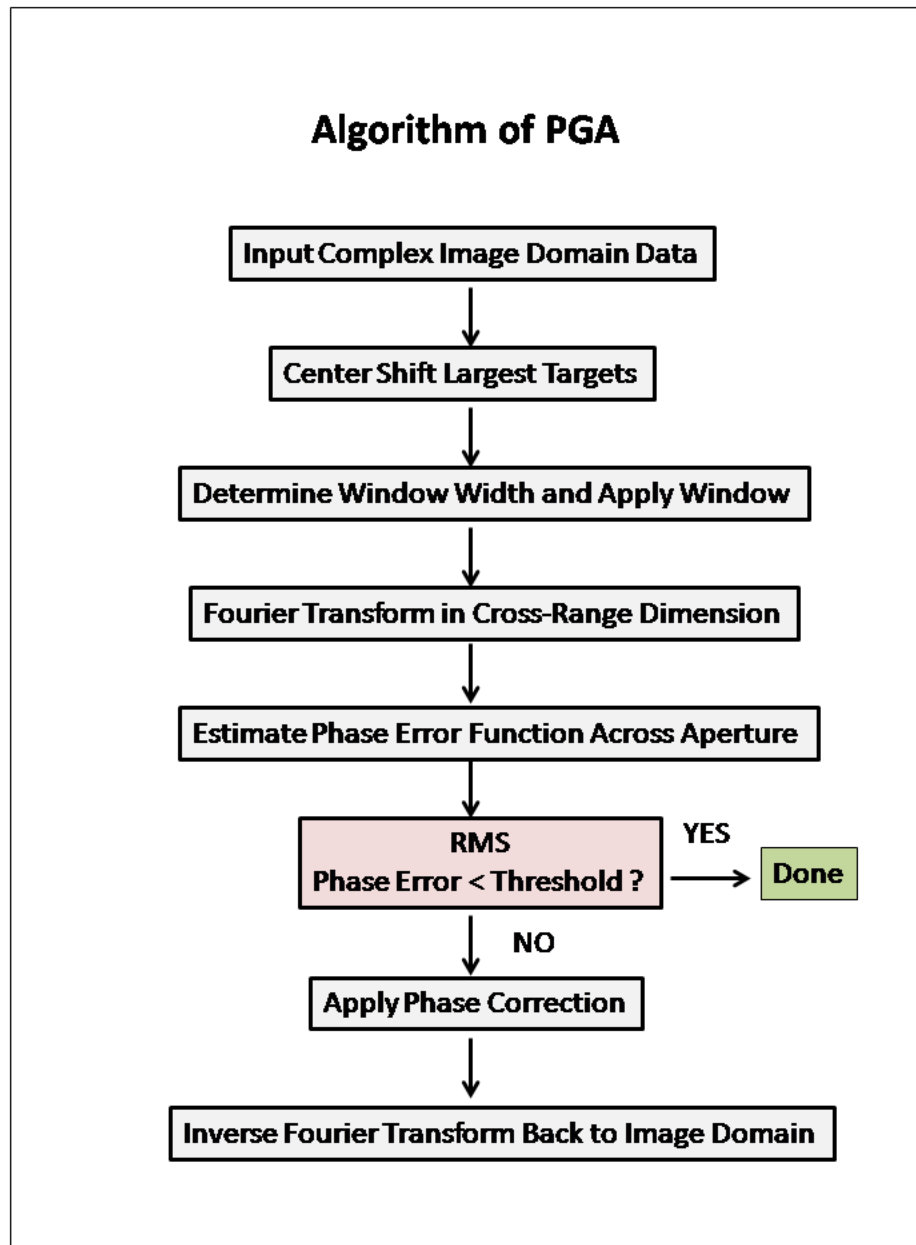 Algorithm of PGA
Input Complex Image Domain Data
Center Shift Largest Targets
Determine Window Width and Apply Window
Fourier Transform in Cross-Range Dimension
Estimate Phase Error Function Across Aperture
RMS
Phase Error < Threshold ?
YES
Done
NO
Apply Phase Correction
Inverse Fourier Transform Back to Image Domain